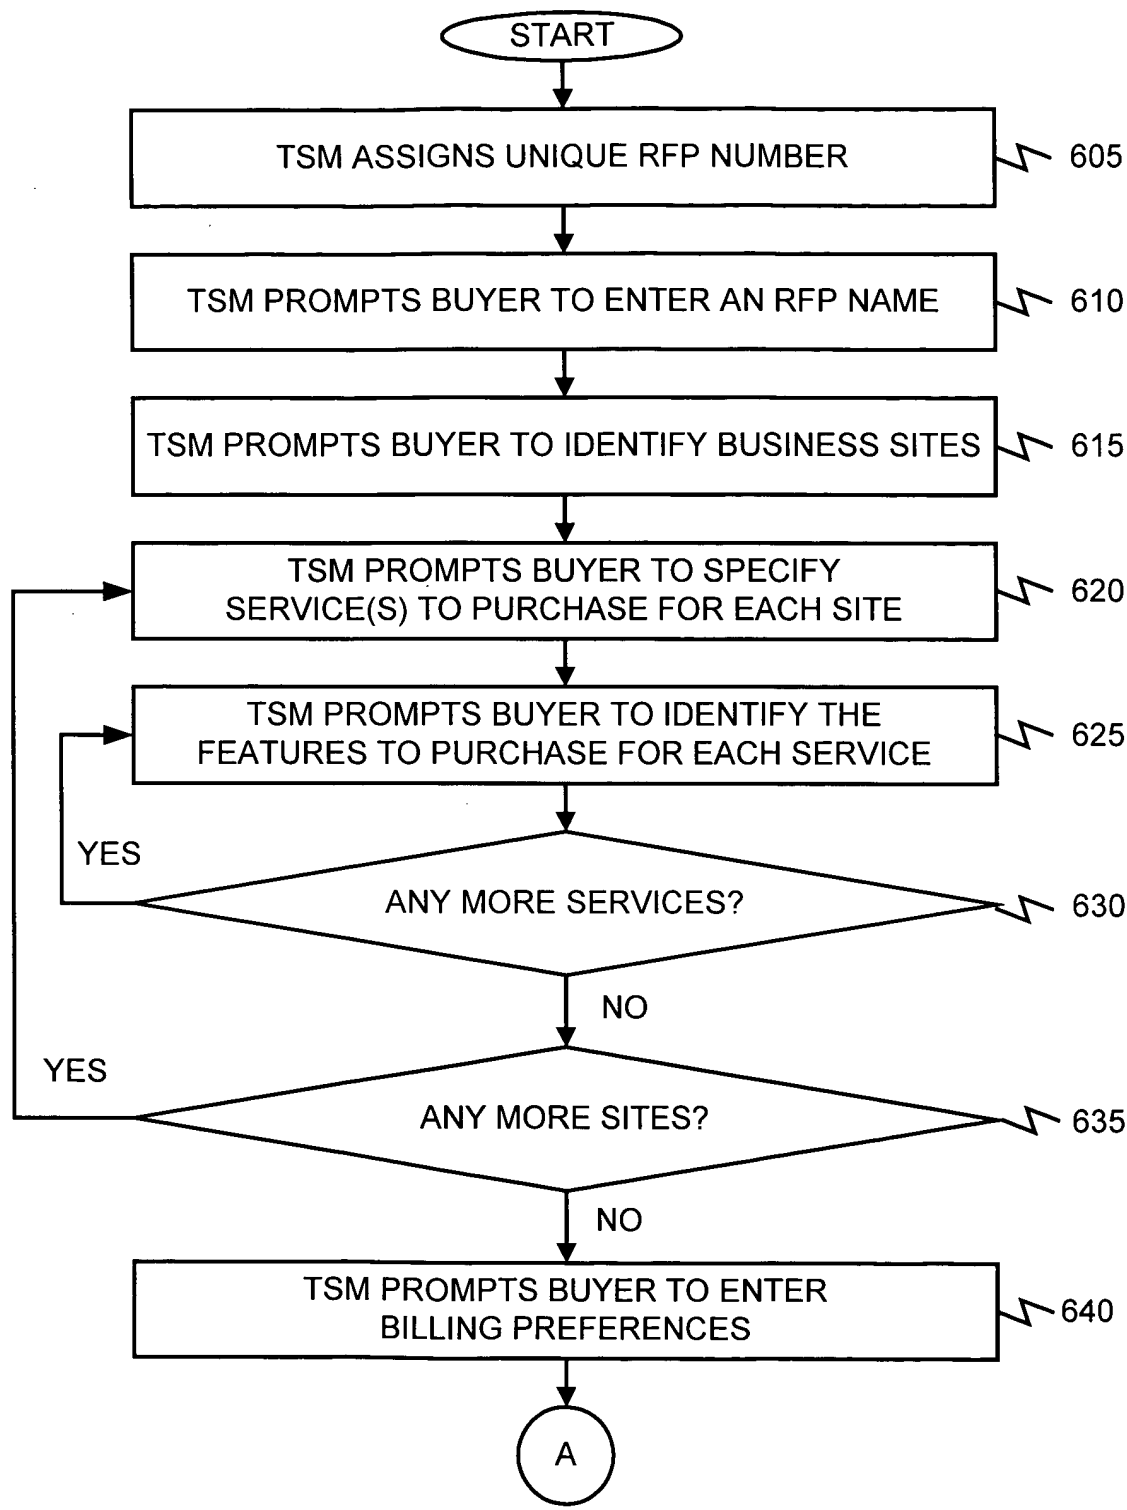 START
TSM ASSIGNS UNIQUE RFP NUMBER
605
TSM PROMPTS BUYER TO ENTER AN RFP NAME
610
TSM PROMPTS BUYER TO IDENTIFY BUSINESS SITES
615
TSM PROMPTS BUYER TO SPECIFY
SERVICE(S) TO PURCHASE FOR EACH SITE
620
TSM PROMPTS BUYER TO IDENTIFY THE
FEATURES TO PURCHASE FOR EACH SERVICE
625
YES
ANY MORE SERVICES?
630
NO
YES
ANY MORE SITES?
635
NO
TSM PROMPTS BUYER TO ENTER
BILLING PREFERENCES
640
A